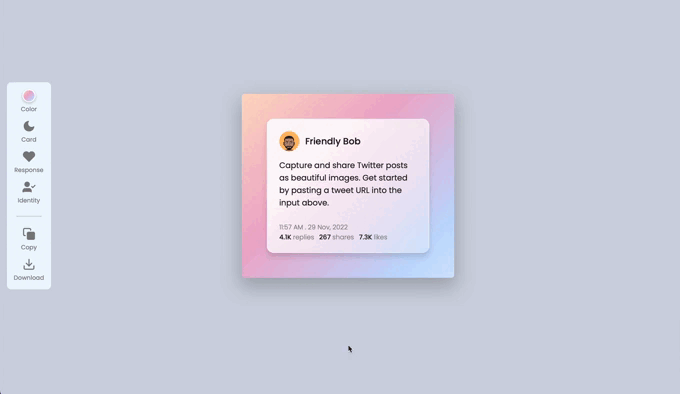 Color
Card
Response
Identity
Copy
Download
Friendly Bob
Capture and share Twitter posts
as beautiful images. Get started
by pasting a tweet URL into the
input above.
11:57 AM . 29 Nov, 2022
4.1K replies 267 shares 7.3K likes